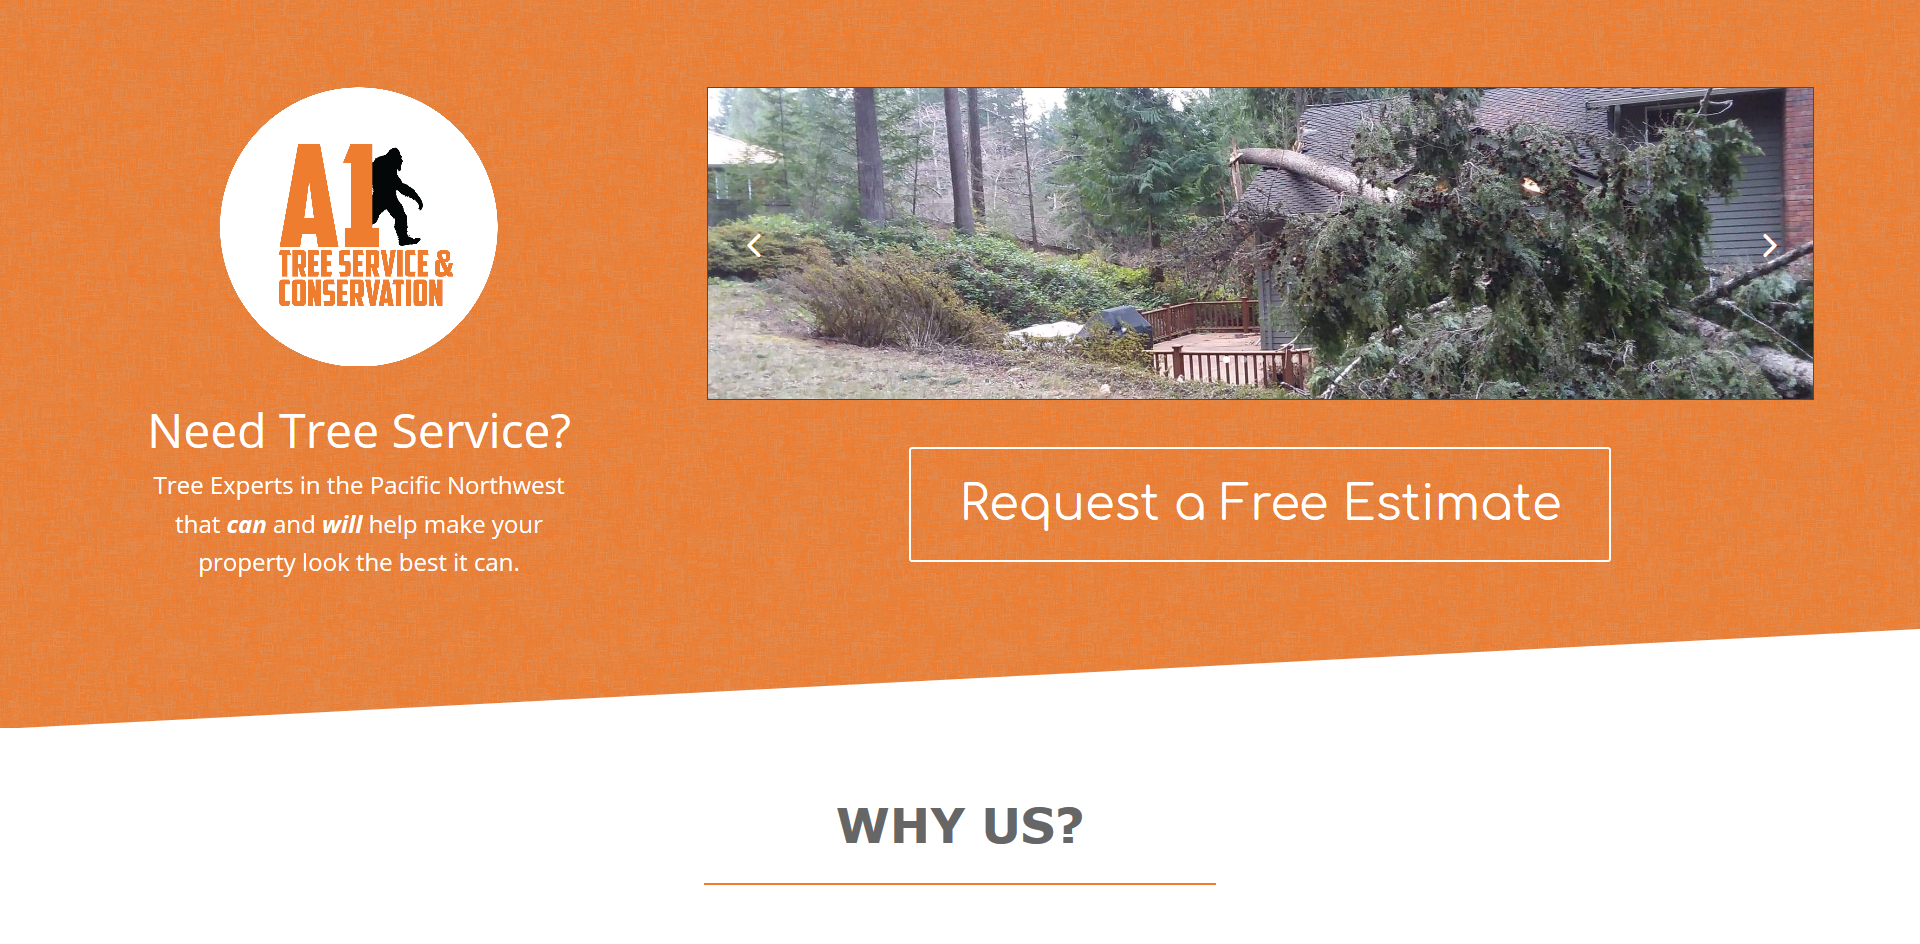 A1
TREE SERVICE &
CONSERVATION
Need Tree Service?
Tree Experts in the Pacific Northwest
that can and will help make your
property look the best it can.
Request a Free Estimate
WHY US?